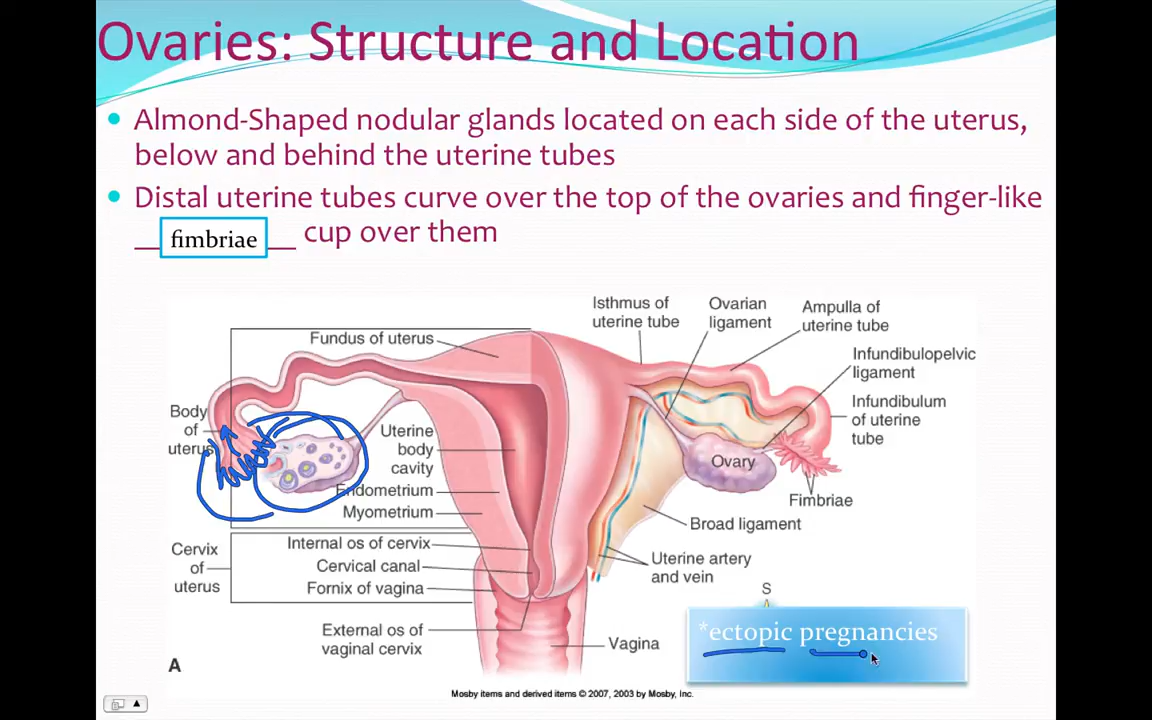 Ovaries: Structure and Location
Almond-Shaped nodular glands located on each side of the uterus,
below and behind the uterine tubes
Distal uterine tubes curve over the top of the ovaries and finger-like
__fimbriae__ cup over them
Isthmus of
uterine tube
Ovarian
ligament
Ampulla of
uterine tube
Fundus of uterus
Infundibulopelvic
ligament
Infundibulum
of uterine
tube
Body
of
uterus
Uterine
body
cavity
Ovary
Endometrium
Fimbriae
Myometrium
Broad ligament
Cervix
of
uterus
Internal os of cervix
Cervical canal
Fornix of vagina
Uterine artery
and vein
S
External os of
vaginal cervix
Vagina
*ectopic pregnancies
A
Mosby items and derived items © 2007, 2003 by Mosby, Inc.